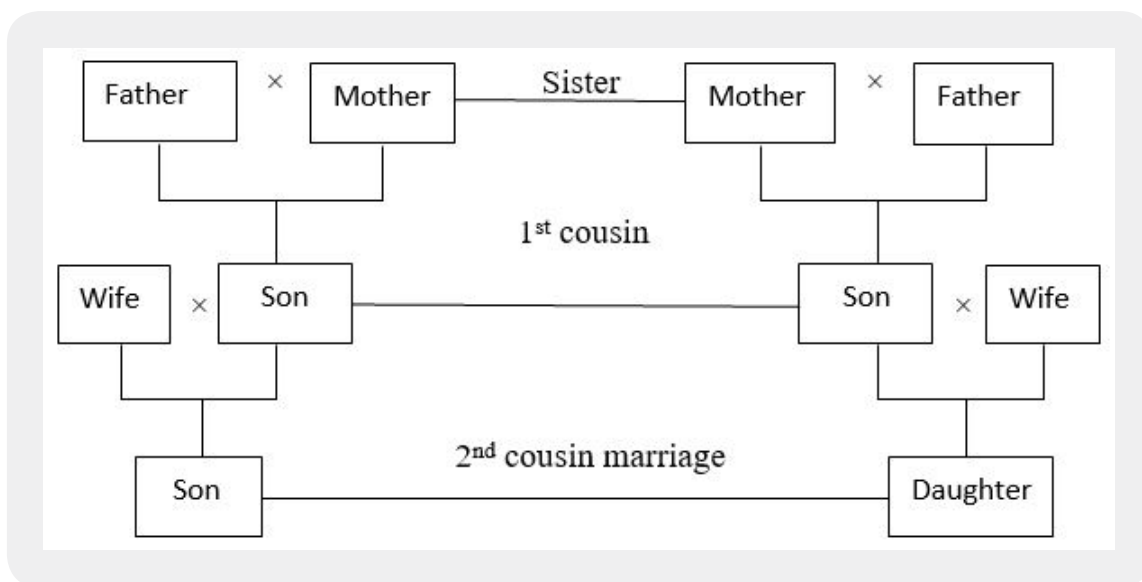 Father × Mother Sister Mother × Father
1st cousin
Wife × Son Son × Wife
2nd cousin marriage
Son Daughter